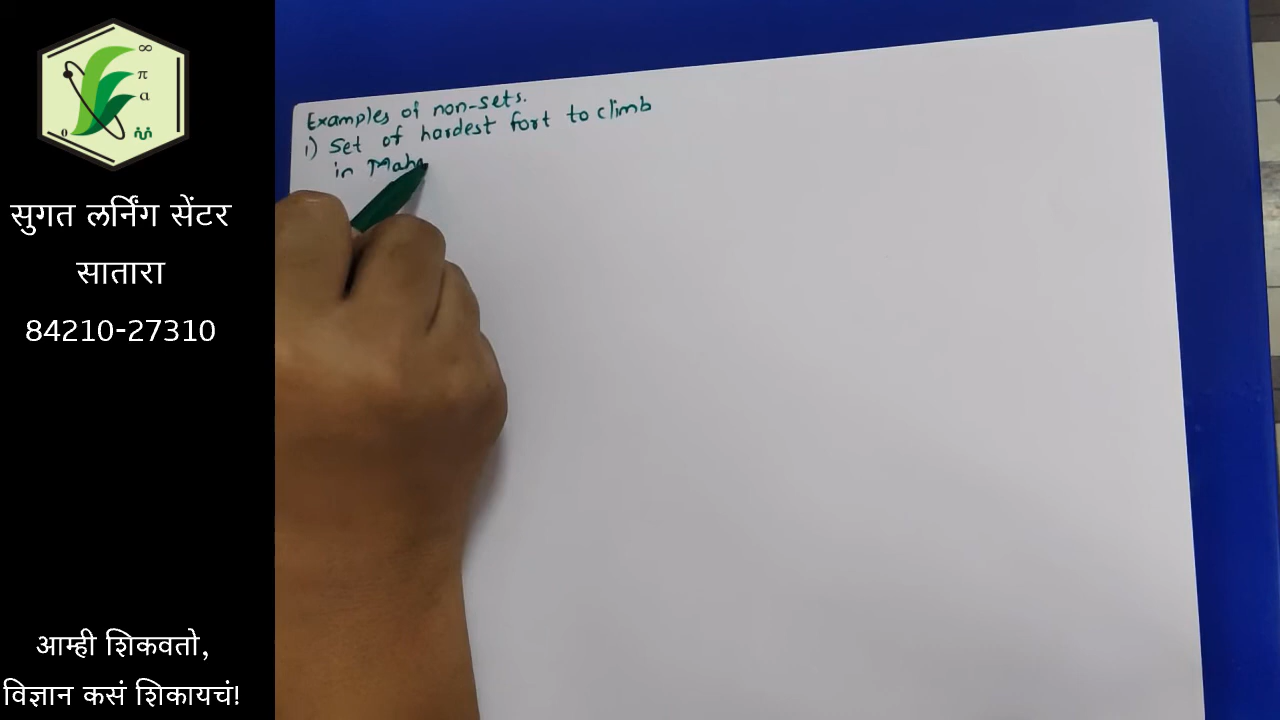 ∞
π
α
सुगत लर्निंग सेंटर
सातारा
84210-27310
आम्ही शिकवतो,
विज्ञान कसं शिकायचं!
Examples of non-sets.
1) Set of hardest fort to climb
in Maha